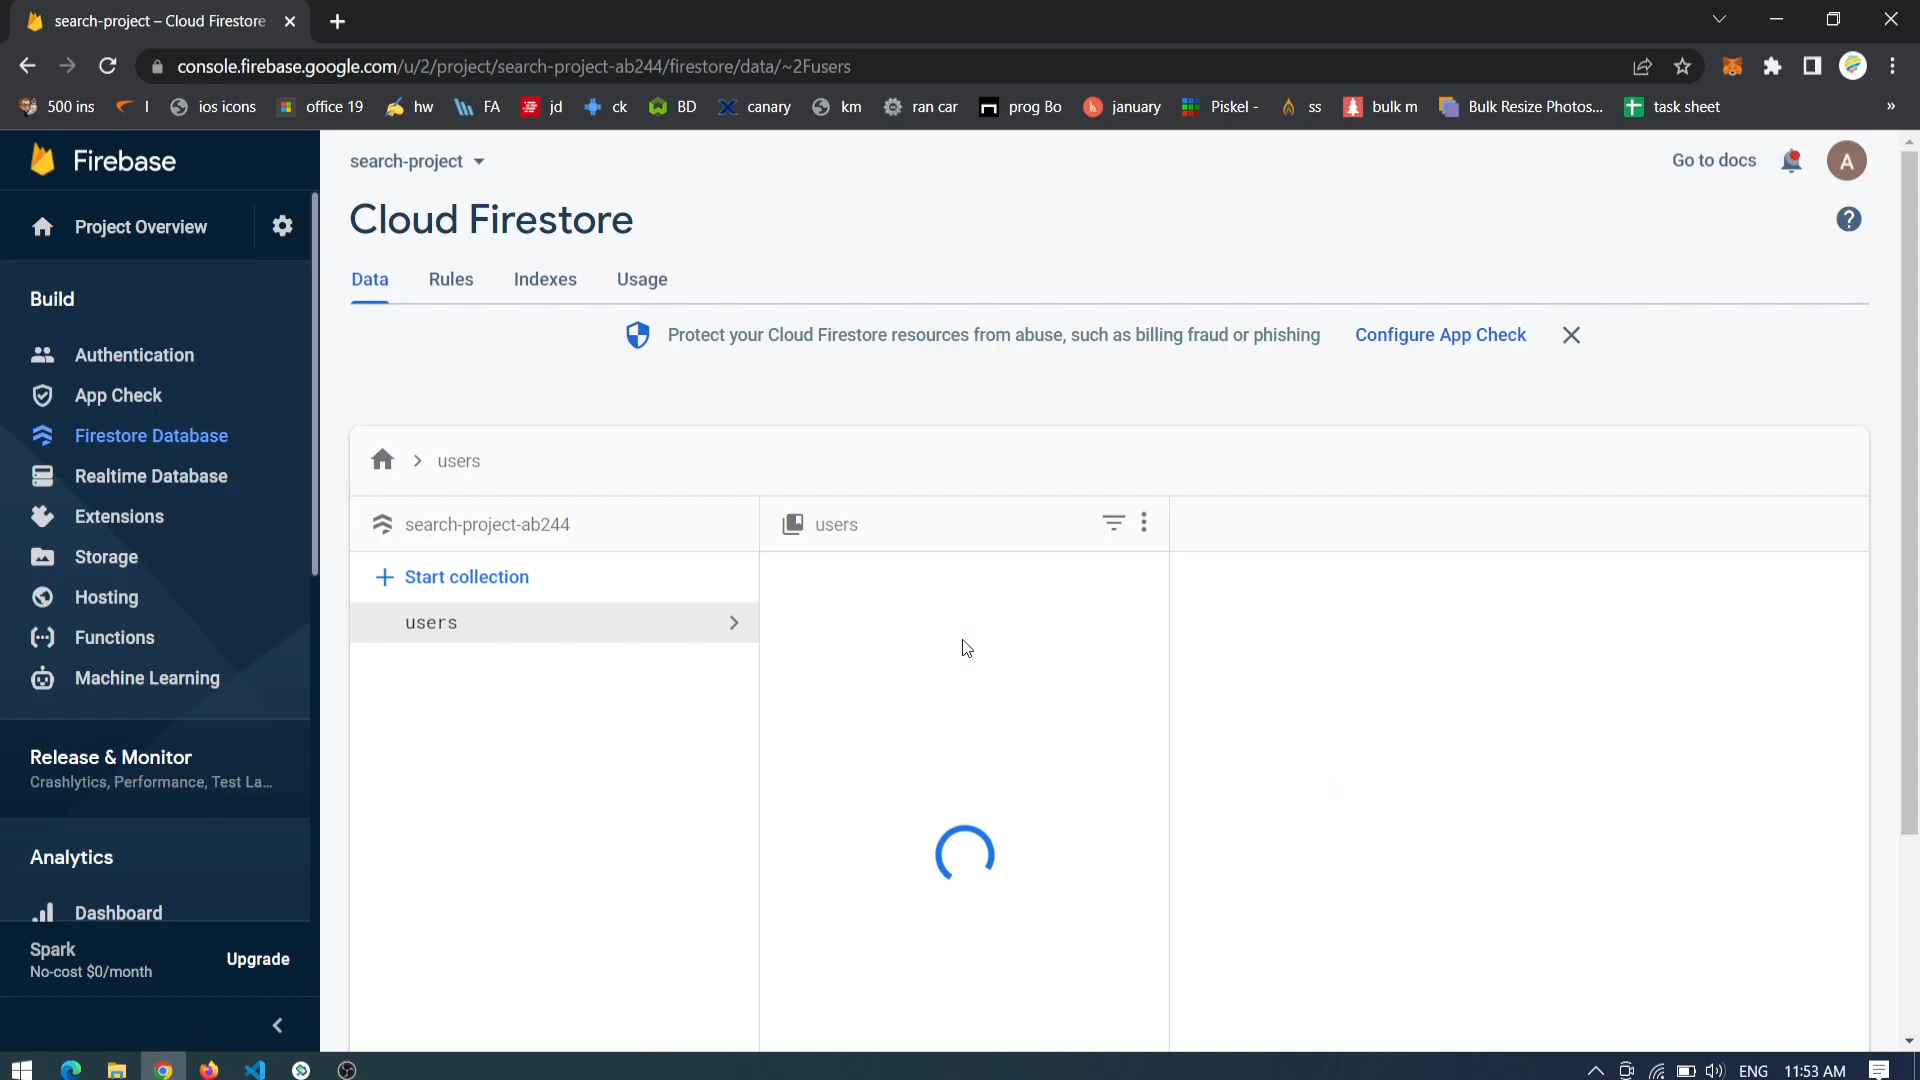 search-project – Cloud Firestore
console.firebase.google.com/u/2/project/search-project-ab244/firestore/data/~2Fusers
500 ins I ios icons office 19 hw FA jd ck BD canary km ran car prog Bo january Piskel - ss bulk m Bulk Resize Photos... task sheet »
Firebase
search-project
Go to docs
A
Project Overview
Cloud Firestore
?
Data Rules Indexes Usage
Build
Protect your Cloud Firestore resources from abuse, such as billing fraud or phishing Configure App Check
Authentication
App Check
Firestore Database
Realtime Database
Extensions
Storage
Hosting
Functions
Machine Learning
users
search-project-ab244
users
Start collection
users
Release & Monitor
Crashlytics, Performance, Test La...
Analytics
Dashboard
Spark
No-cost $0/month
Upgrade
ENG 11:53 AM